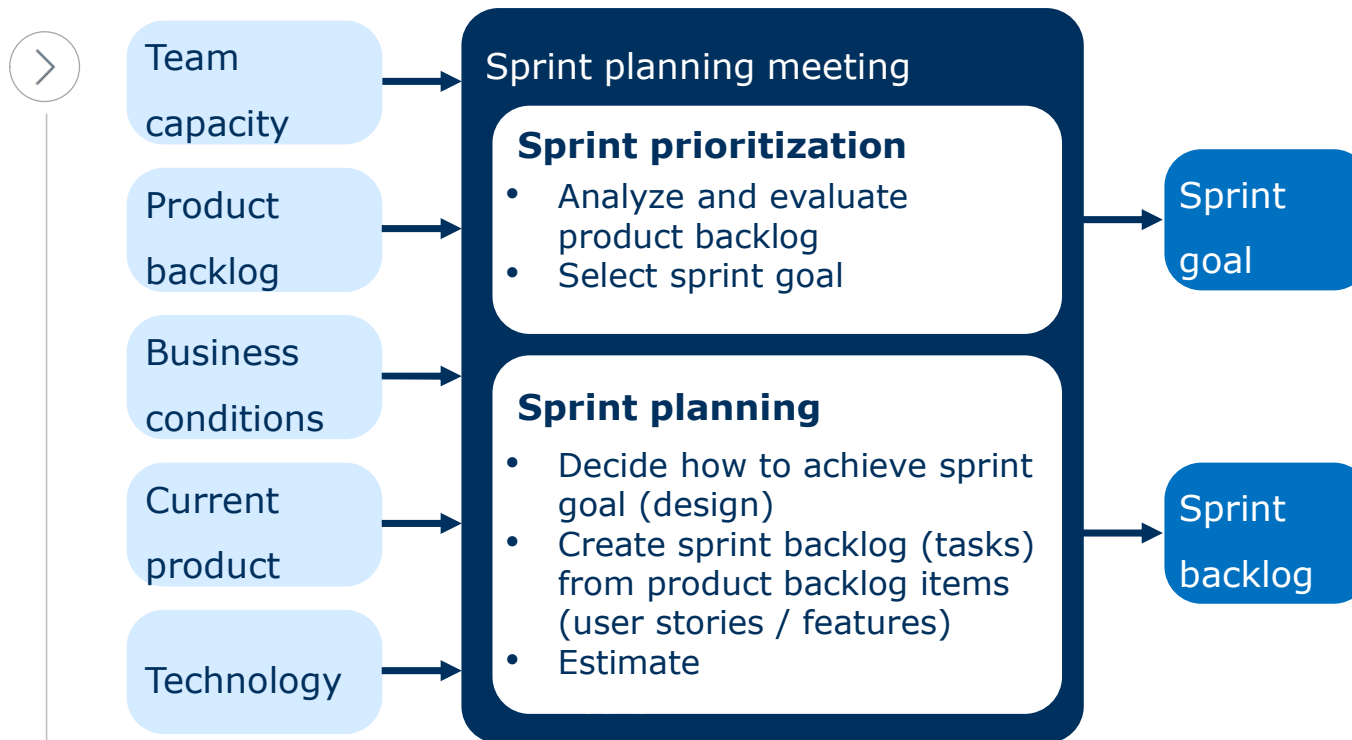 Team
capacity
Product
backlog
Business
conditions
Current
product
Technology
Sprint planning meeting
Sprint prioritization
• Analyze and evaluate
product backlog
• Select sprint goal
Sprint planning
• Decide how to achieve sprint
goal (design)
• Create sprint backlog (tasks)
from product backlog items
(user stories / features)
• Estimate
Sprint
goal
Sprint
backlog